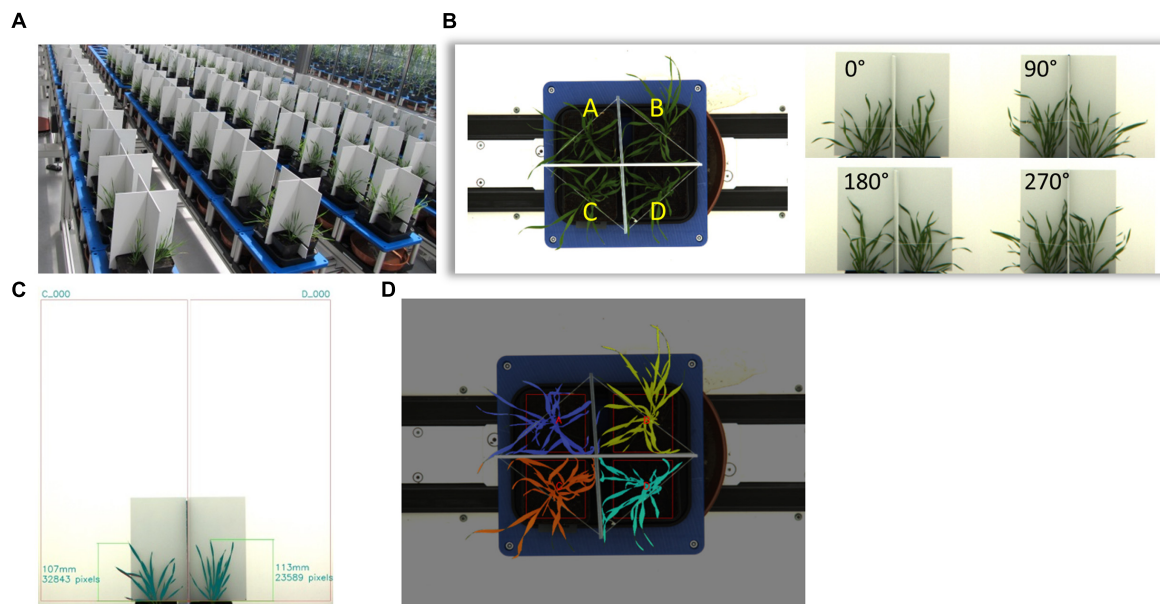 A
B
A B
C D
0°
90°
180°
270°
C
C_000
D_000
107mm
32843 pixels
113mm
23589 pixels
D